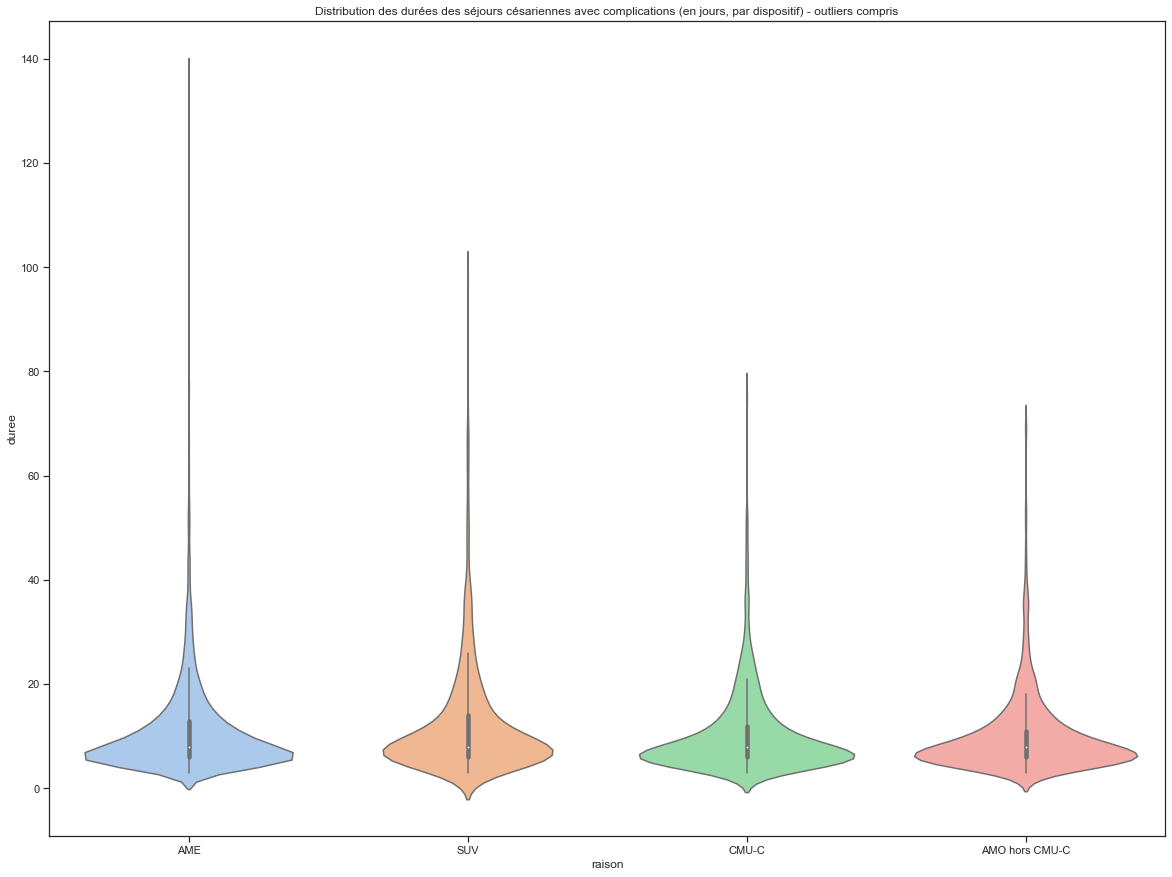 Distribution des durées des séjours césariennes avec complications (en jours, par dispositif) - outliers compris
140
120
100
80
60
40
20
0
duree
AME
SUV
CMU-C
AMO hors CMU-C
raison